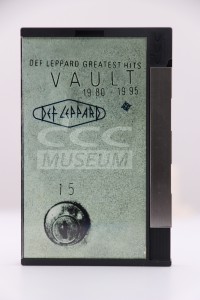 DEF LEPPARD GREATEST HITS
VAULT
1980 - 1995
DEF LEPPARD
CCC
MUSEUM
15